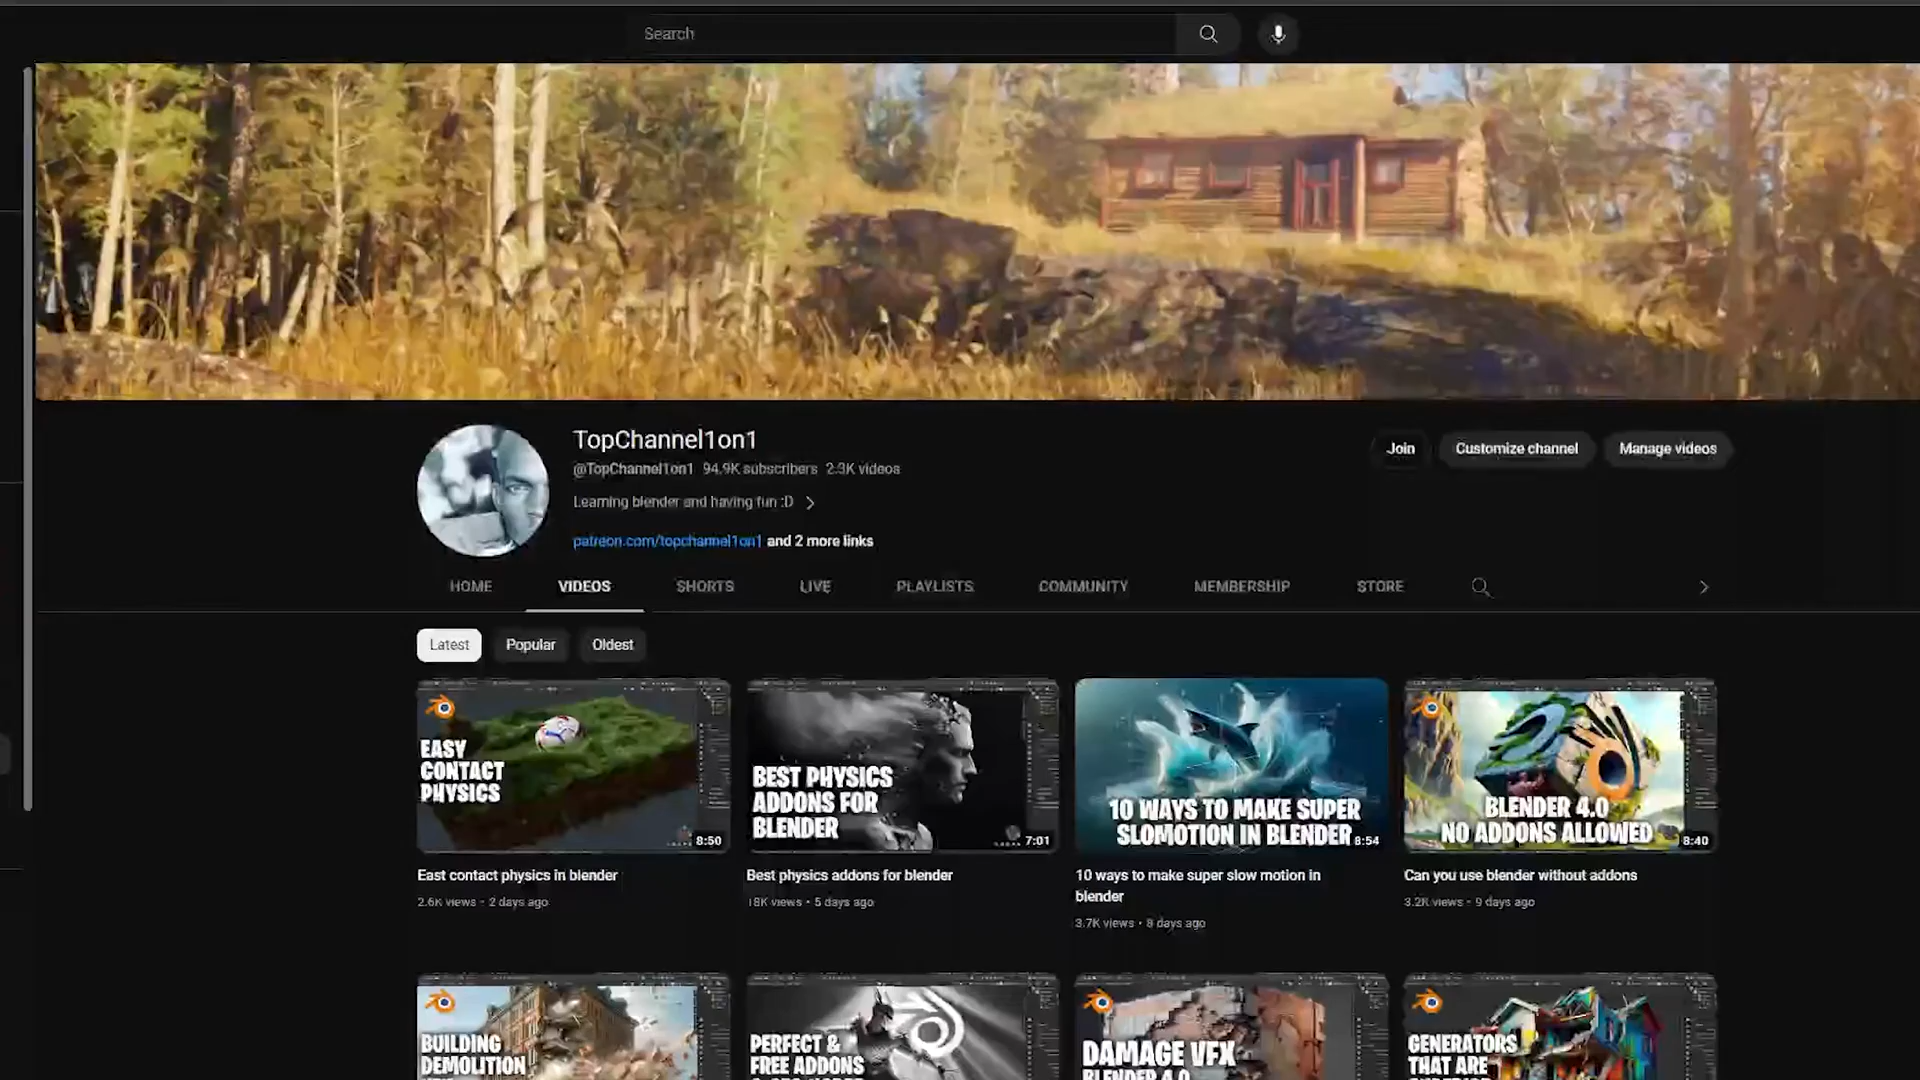 Search
TopChannel1on1
@TopChannel1on1 94.9K subscribers 2.3K videos
Learning blender and having fun :D
patreon.com/topchannel1on1 and 2 more links
Join
Customize channel
Manage videos
HOME
VIDEOS
SHORTS
LIVE
PLAYLISTS
COMMUNITY
MEMBERSHIP
STORE
Latest
Popular
Oldest
EASY
CONTACT
PHYSICS
8:50
BEST PHYSICS
ADDONS FOR
BLENDER
7:01
10 WAYS TO MAKE SUPER
SLOMOTION IN BLENDER
8:54
BLENDER 4.0
NO ADDONS ALLOWED
8:40
East contact physics in blender
2.6K views • 2 days ago
Best physics addons for blender
18K views • 5 days ago
10 ways to make super slow motion in
blender
3.7K views • 8 days ago
Can you use blender without addons
3.2K views • 9 days ago
BUILDING
DEMOLITION
PERFECT &
FREE ADDONS
DAMAGE VFX
BLENDER 4.0
GENERATORS
THAT ARE